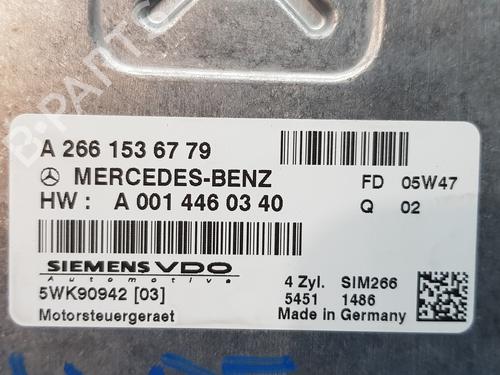 B-PARTS
A 266 153 67 79
MERCEDES-BENZ FD 05W47
HW : A 001 446 03 40 Q 02
SIEMENS VDO
Automotive 4 Zyl. SIM266
5WK90942 [03] 5451 1486
Motorsteuergeraet Made in Germany